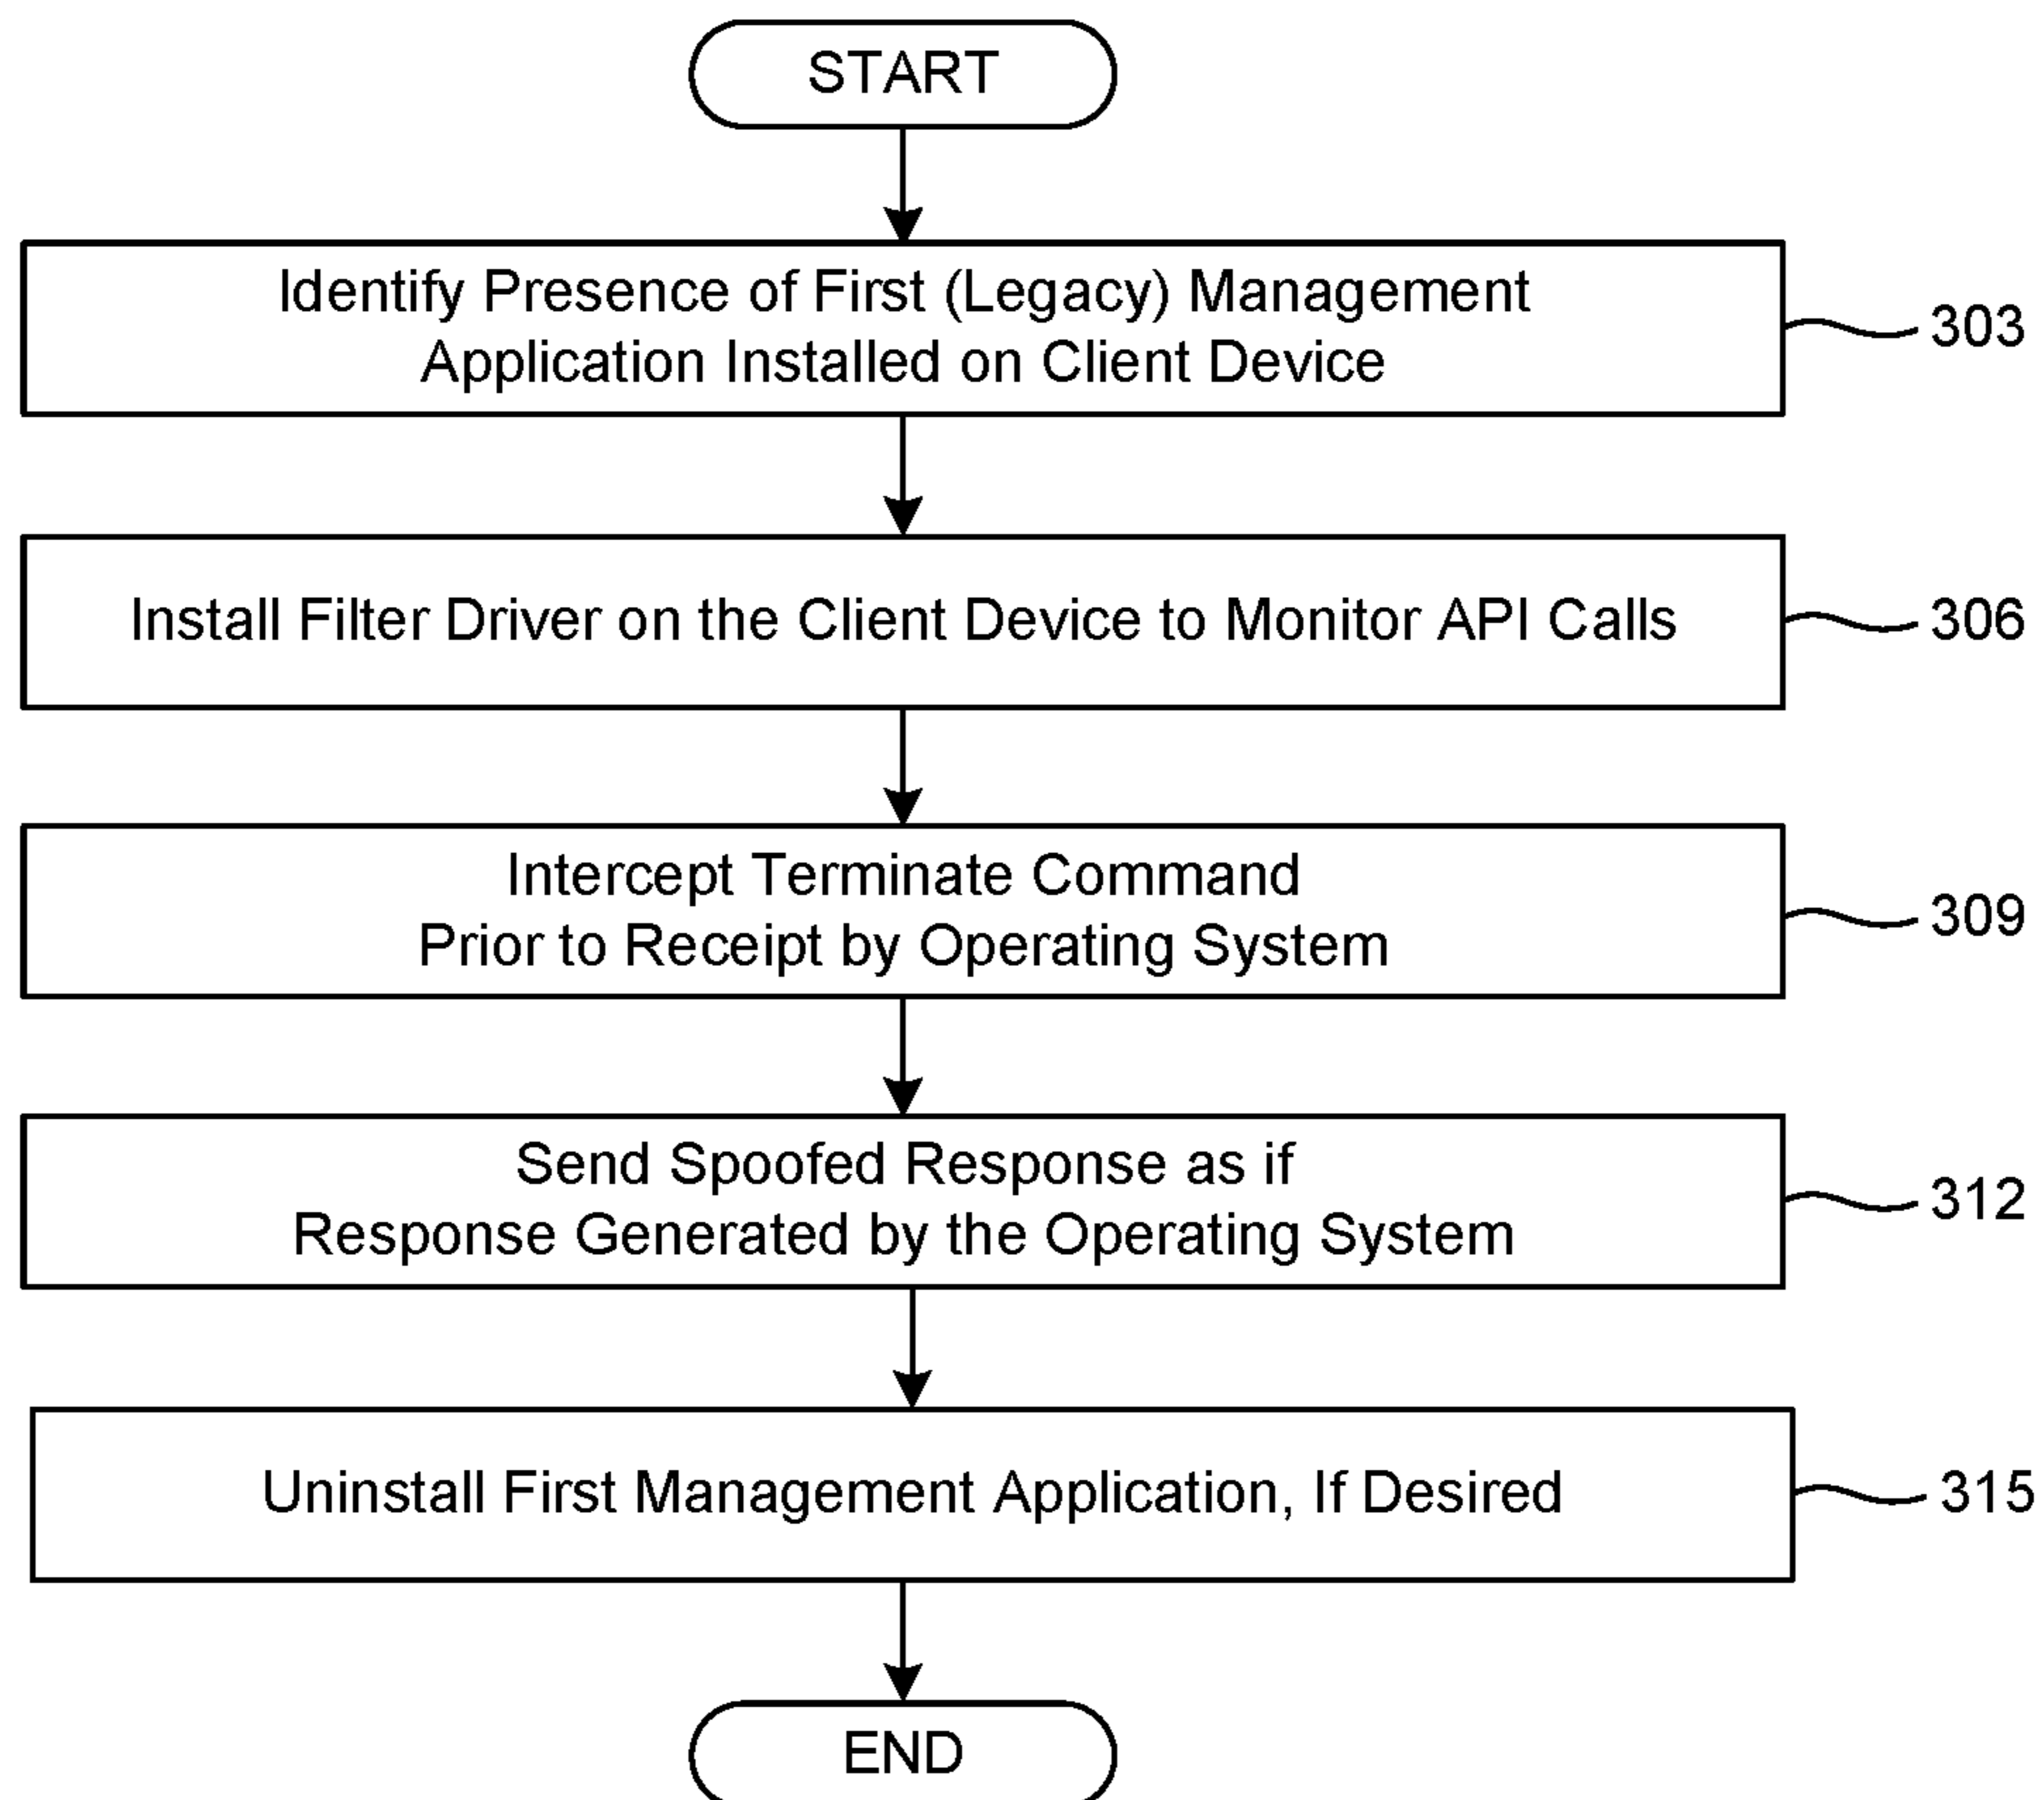 START
Identify Presence of First (Legacy) Management
Application Installed on Client Device
303
Install Filter Driver on the Client Device to Monitor API Calls
306
Intercept Terminate Command
Prior to Receipt by Operating System
309
Send Spoofed Response as if
Response Generated by the Operating System
312
Uninstall First Management Application, If Desired
315
END